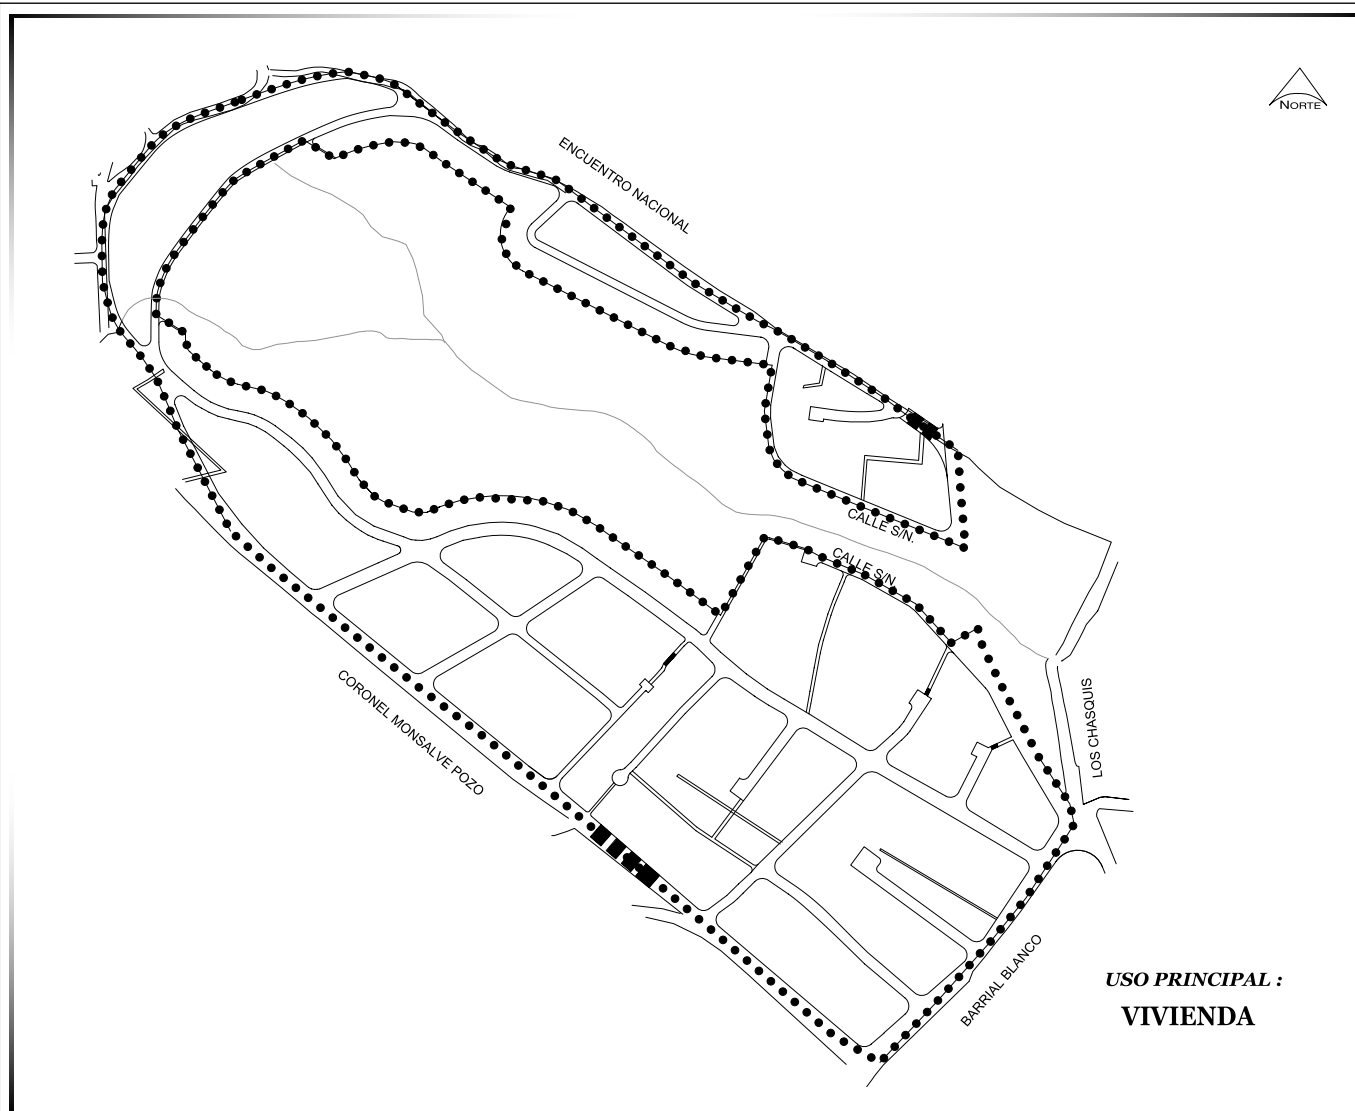 NORTE
ENCUENTRO NACIONAL
CALLE S/N.
CALLE S/N
CORONEL MONSALVE POZO
LOS CHASQUIS
BARRIAL BLANCO
USO PRINCIPAL :
VIVIENDA